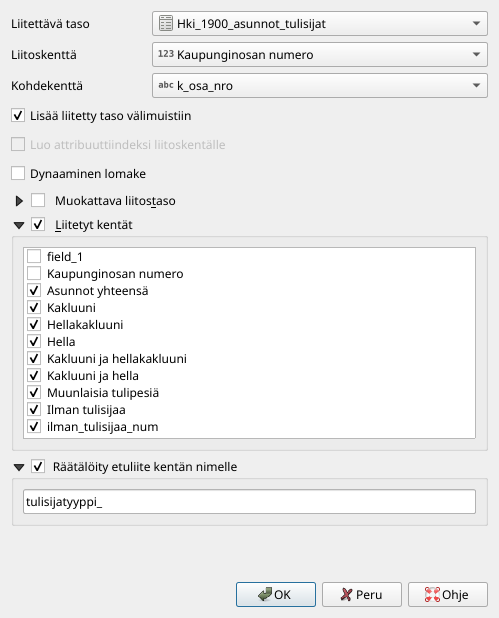 Liitettävä taso
Hki_1900_asunnot_tulisijat
Liitoskenttä
123 Kaupunginosan numero
Kohdekenttä
abc k_osa_nro
Lisää liitetty taso välimuistiin
Luo attribuuttiindeksi liitoskentälle
Dynaaminen lomake
Muokattava liitostaso
Liitetyt kentät
field_1
Kaupunginosan numero
Asunnot yhteensä
Kakluuni
Hellakakluuni
Hella
Kakluuni ja hellakakluuni
Kakluuni ja hella
Muunlaisia tulipesiä
Ilman tulisijaa
ilman_tulisijaa_num
Räätälöity etuliite kentän nimelle
tulisijatyyppi_
OK
Peru
Ohje